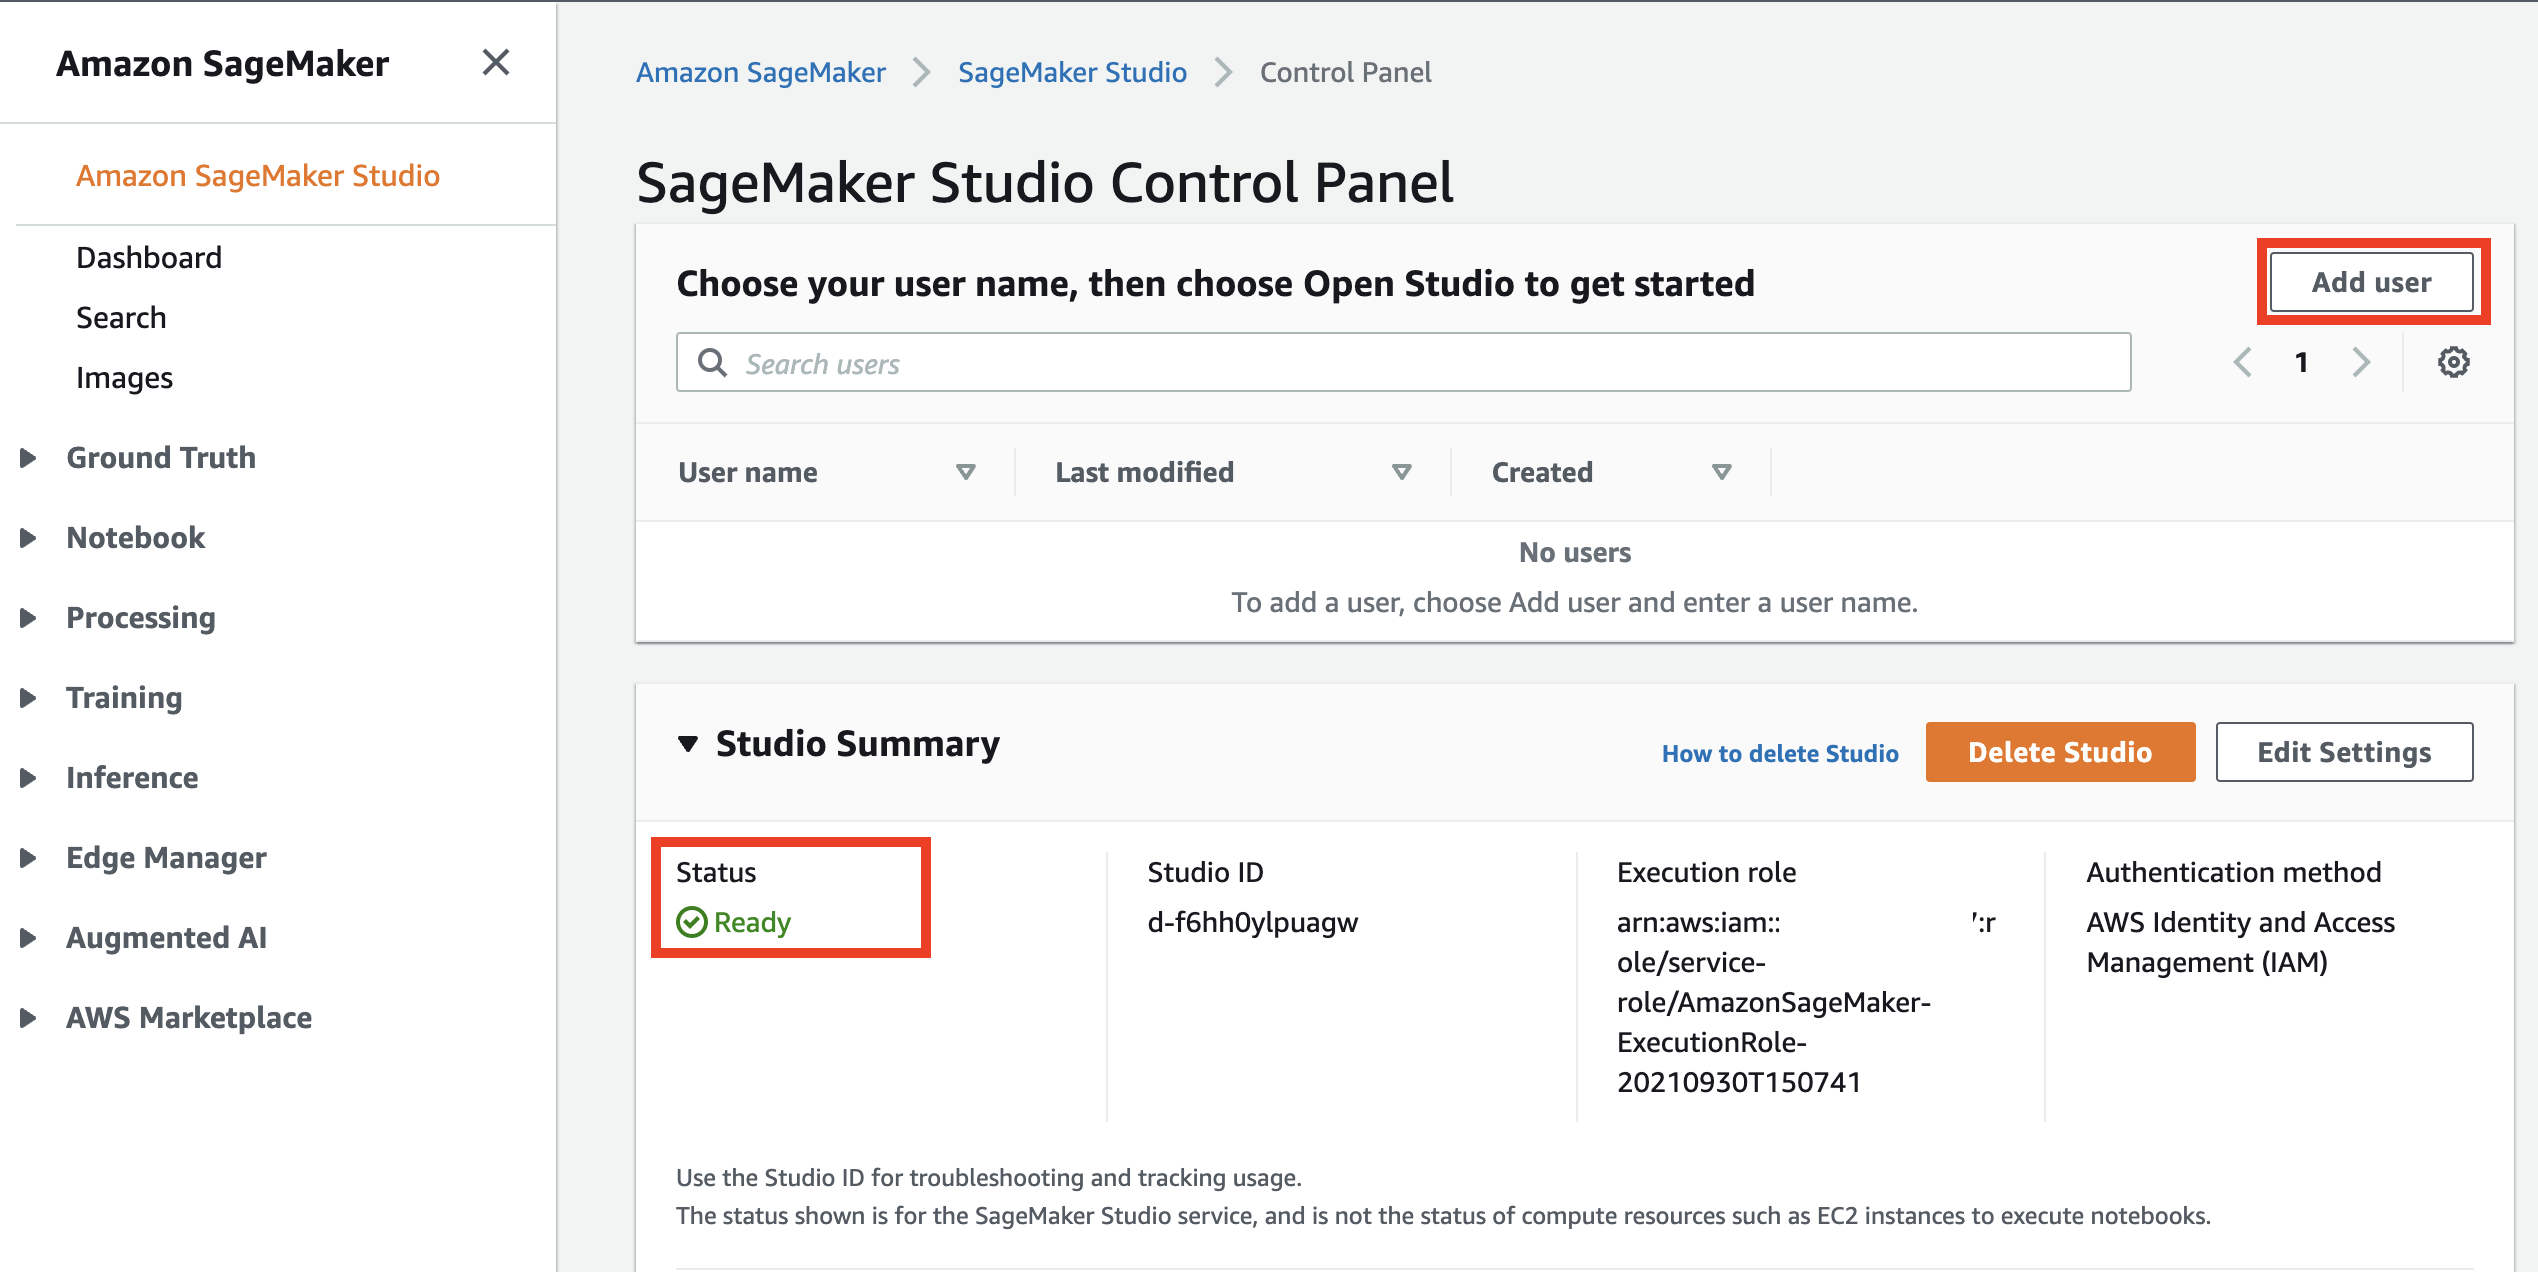 Amazon SageMaker
Amazon SageMaker Studio
Dashboard
Search
Images
Ground Truth
Notebook
Processing
Training
Inference
Edge Manager
Augmented AI
AWS Marketplace
Amazon SageMaker > SageMaker Studio > Control Panel
SageMaker Studio Control Panel
Choose your user name, then choose Open Studio to get started
Add user
Search users
1
User name Last modified Created
No users
To add a user, choose Add user and enter a user name.
Studio Summary
How to delete Studio Delete Studio Edit Settings
Status
Ready
Studio ID
d-f6hh0ylpuagw
Execution role
arn:aws:iam:: :r
ole/service-
role/AmazonSageMaker-
ExecutionRole-
20210930T150741
Authentication method
AWS Identity and Access
Management (IAM)
Use the Studio ID for troubleshooting and tracking usage.
The status shown is for the SageMaker Studio service, and is not the status of compute resources such as EC2 instances to execute notebooks.